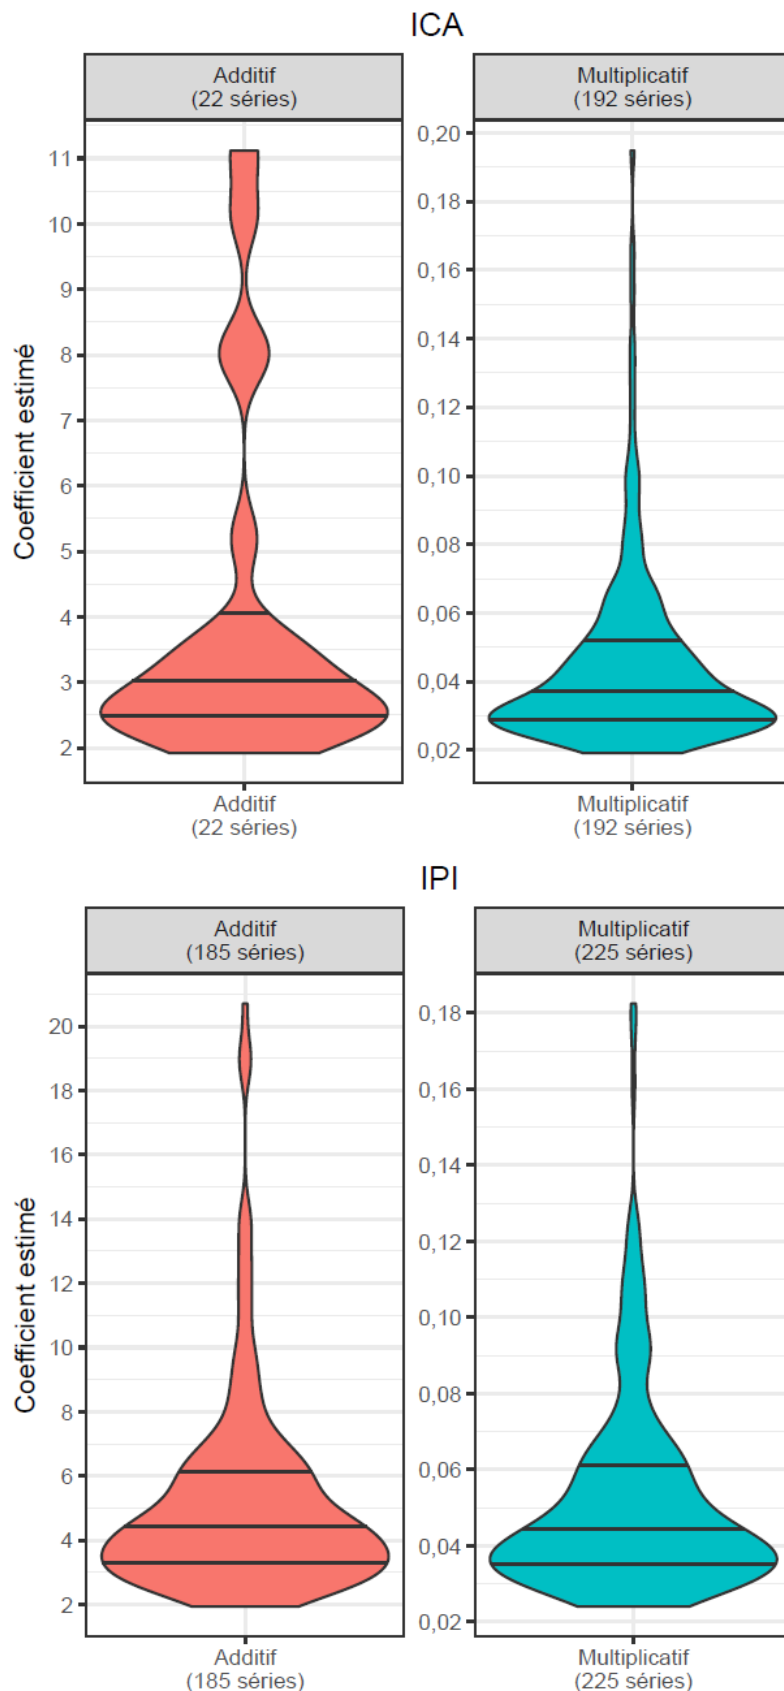 ICA
Additif
(22 séries)
Multiplicatif
(192 séries)
Coefficient estimé
11
10
9
8
7
6
5
4
3
2
0,20
0,18
0,16
0,14
0,12
0,10
0,08
0,06
0,04
0,02
Additif
(22 séries)
Multiplicatif
(192 séries)
IPI
Additif
(185 séries)
Multiplicatif
(225 séries)
Coefficient estimé
20
18
16
14
12
10
8
6
4
2
0,18
0,16
0,14
0,12
0,10
0,08
0,06
0,04
0,02
Additif
(185 séries)
Multiplicatif
(225 séries)